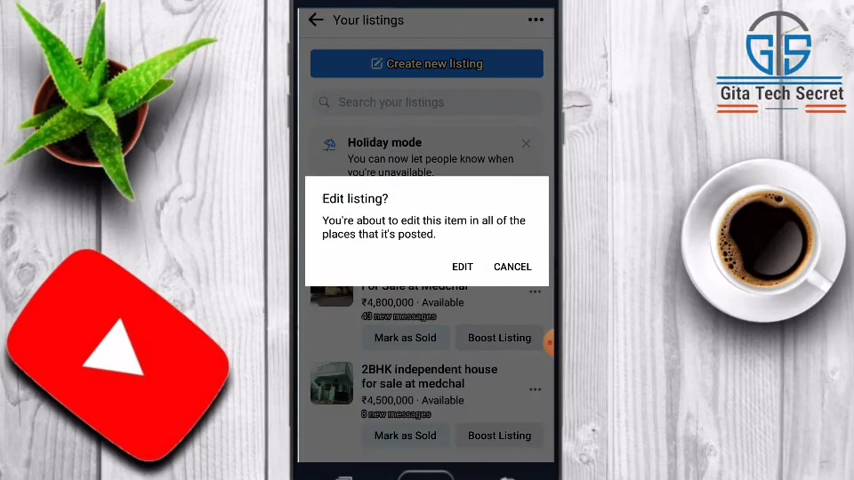 Your listings
Create new listing
Search your listings
Holiday mode
You can now let people know when
you're unavailable.
Edit listing?
You're about to edit this item in all of the
places that it's posted.
EDIT CANCEL
For Sale at Medchal
₹4,800,000 · Available
43 new messages
Mark as Sold Boost Listing
2BHK independent house
for sale at medchal
₹4,500,000 · Available
8 new messages
Mark as Sold Boost Listing
GTS
Gita Tech Secret